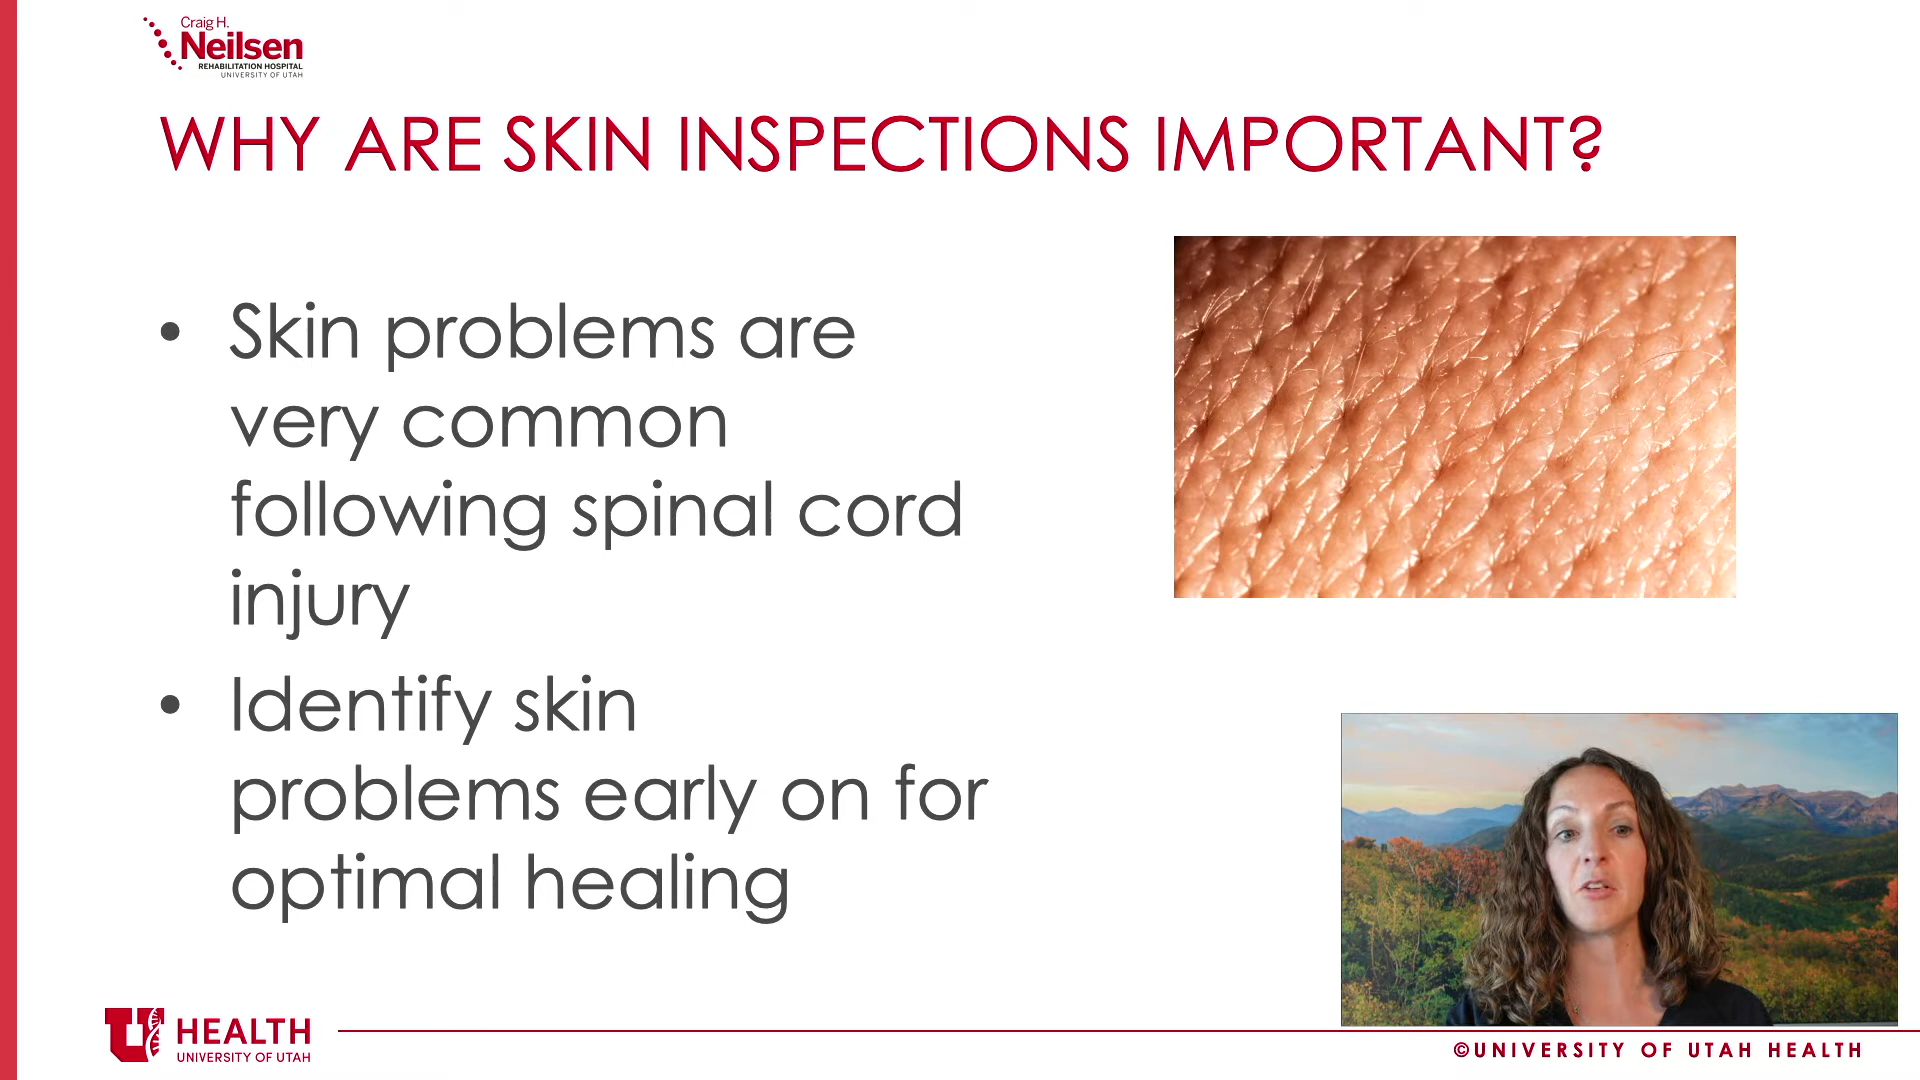 Craig H.
Neilsen
REHABILITATION HOSPITAL
UNIVERSITY OF UTAH
WHY ARE SKIN INSPECTIONS IMPORTANT?
• Skin problems are
very common
following spinal cord
injury
• Identify skin
problems early on for
optimal healing
U HEALTH
UNIVERSITY OF UTAH
©UNIVERSITY OF UTAH HEALTH